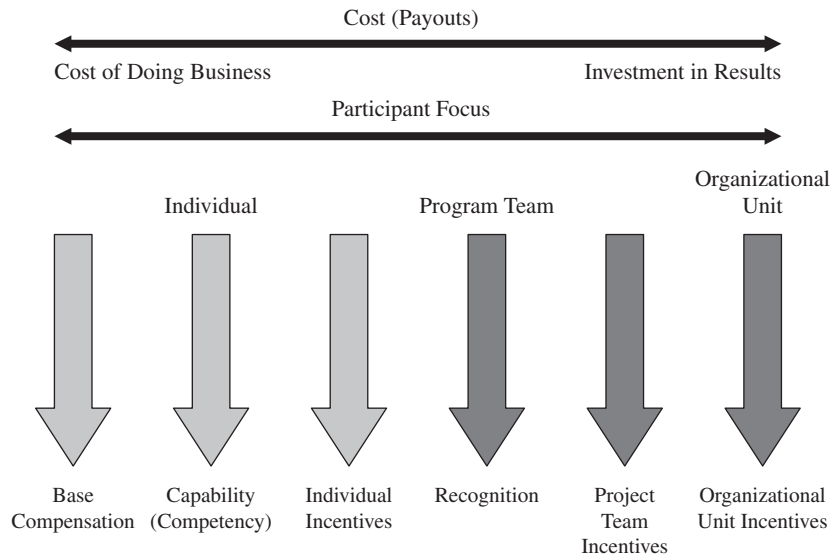 Cost (Payouts)
Cost of Doing Business
Investment in Results
Participant Focus
Individual
Program Team
Organizational
Unit
Base
Compensation
Capability
(Competency)
Individual
Incentives
Recognition
Project
Team
Incentives
Organizational
Unit Incentives